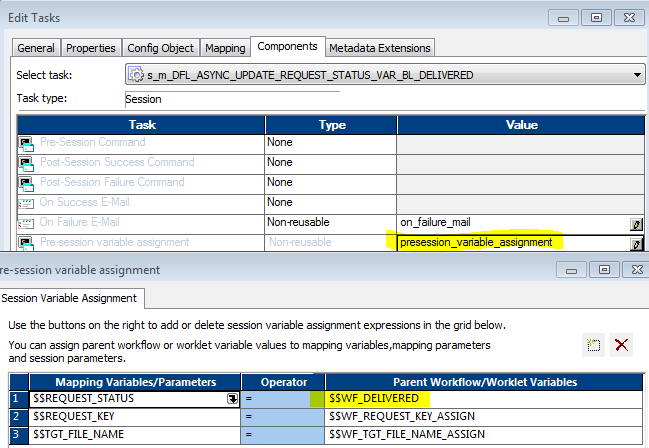 Edit Tasks
General Properties Config Object Mapping Components Metadata Extensions
Select task: s_m_DFL_ASYNC_UPDATE_REQUEST_STATUS_VAR_BL_DELIVERED
Task type: Session
Task Type Value
Pre-Session Command None
Post-Session Success Command None
Post-Session Failure Command None
On Success E-Mail None
On Failure E-Mail Non-reusable on_failure_mail
Pre-session variable assignment Non-reusable presession_variable_assignment
re-session variable assignment
Session Variable Assignment
Use the buttons on the right to add or delete session variable assignment expressions in the grid below.
You can assign parent workflow or worklet variable values to mapping variables,mapping parameters
and session parameters.
Mapping Variables/Parameters Operator Parent Workflow/Worklet Variables
1 $$REQUEST_STATUS = $$WF_DELIVERED
2 $$REQUEST_KEY = $$WF_REQUEST_KEY_ASSIGN
3 $$TGT_FILE_NAME = $$WF_TGT_FILE_NAME_ASSIGN